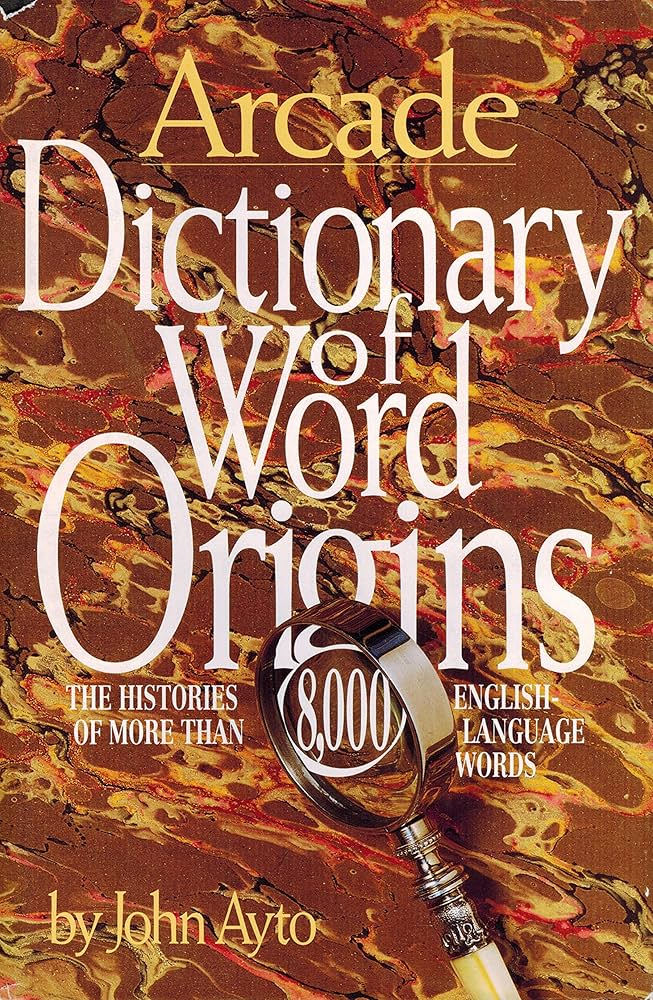 Arcade
Dictionary
of
Word
Origins
THE HISTORIES
OF MORE THAN
8,000
ENGLISH-
LANGUAGE
WORDS
by John Ayto